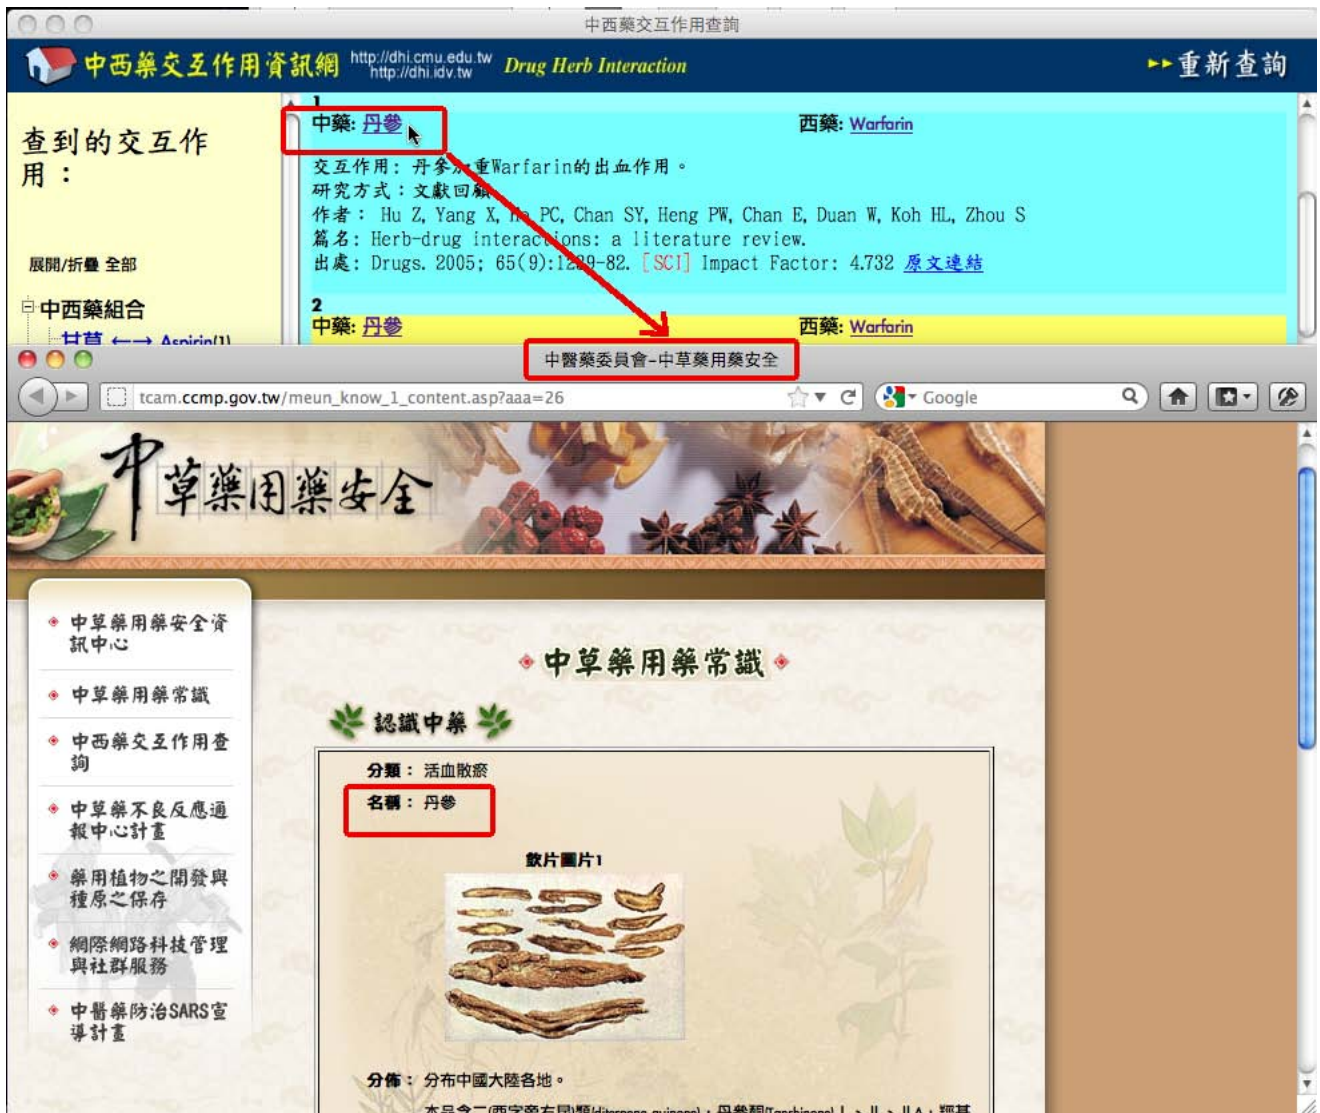 中西藥交互作用查詢
中西藥交互作用資訊網 http://dhi.cmu.edu.tw Drug Herb Interaction ▸▸重新查詢
http://dhi.idv.tw
查到的交互作
用：
展開/折疊 全部
中西藥組合
甘草 ←→ Aspirin(1)
1
中藥: 丹參 西藥: Warfarin
交互作用: 丹參加重Warfarin的出血作用。
研究方式：文獻回顧
作者： Hu Z, Yang X, Ho PC, Chan SY, Heng PW, Chan E, Duan W, Koh HL, Zhou S
篇名: Herb-drug interactions: a literature review.
出處: Drugs. 2005; 65(9):1239-82. [SCI] Impact Factor: 4.732 原文連結
2
中藥: 丹參 西藥: Warfarin
中醫藥委員會-中草藥用藥安全
tcam.ccmp.gov.tw/meun_know_1_content.asp?aaa=26 Google
中草藥用藥安全
中草藥用藥安全資
訊中心
中草藥用藥常識
中西藥交互作用查
詢
中草藥不良反應通
報中心計畫
藥用植物之開發與
種原之保存
網際網路科技管理
與社群服務
中醫藥防治SARS宣
導計畫
中草藥用藥常識
認識中藥
分類： 活血散瘀
名稱： 丹參
飲片圖片1
分佈： 分布中國大陸各地。